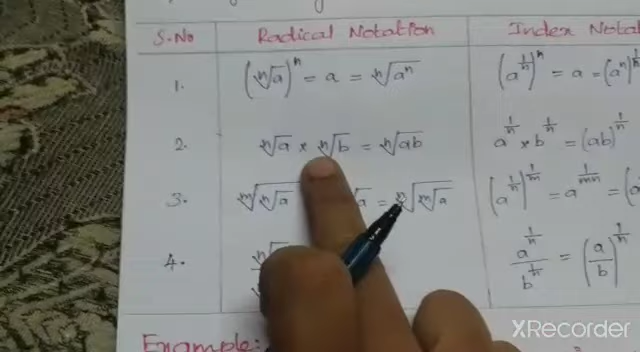 S.No Radical Notation Index Nota
1. (ⁿ√a)ⁿ = a = ⁿ√aⁿ (a^{1/n})ⁿ = a = (aⁿ)^{1/n}
2. ⁿ√a × ⁿ√b = ⁿ√ab a^{1/n} × b^{1/n} = (ab)^{1/n}
3. ᵐ√ⁿ√a √a = ⁿ√ᵐ√a (a^{1/n})^{1/m} = a^{1/mn} = (a
4. a^{1/n}/b^{1/n} = (a/b)^{1/n}
Example:
XRecorder